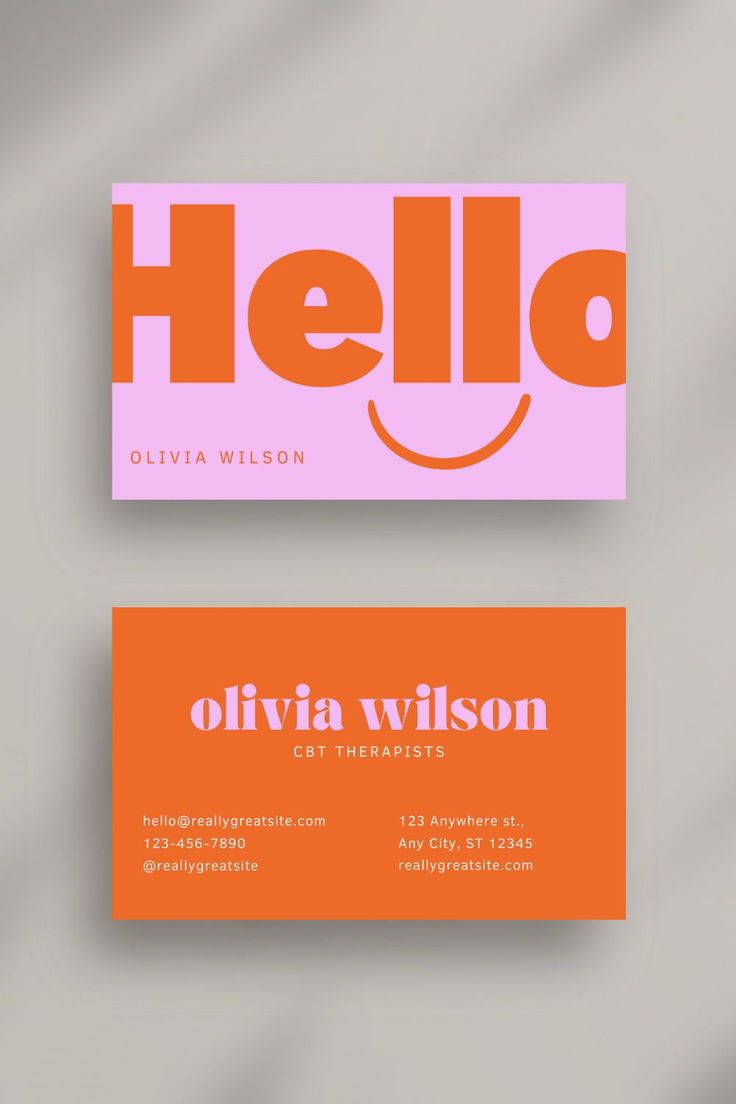 Hello
OLIVIA WILSON
olivia wilson
CBT THERAPISTS
hello@reallygreatsite.com
123-456-7890
@reallygreatsite
123 Anywhere st.,
Any City, ST 12345
reallygreatsite.com